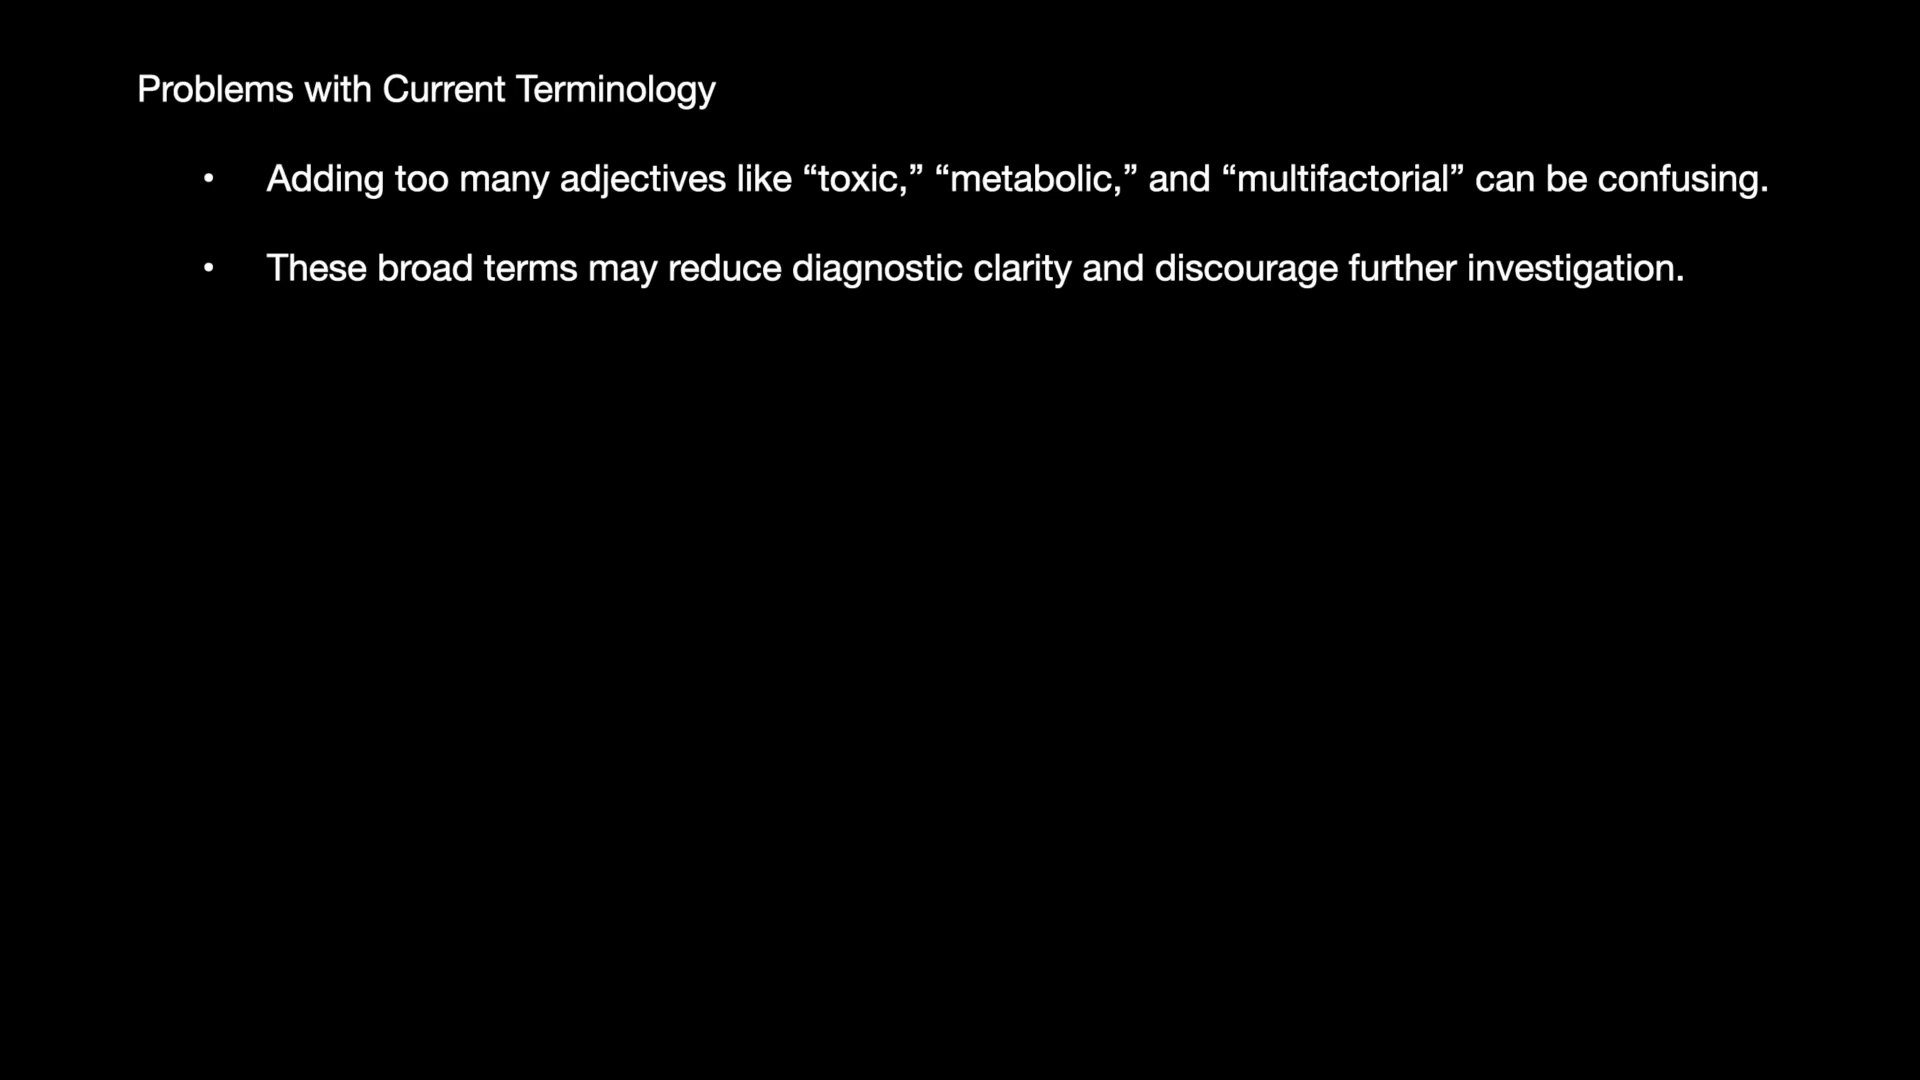 Problems with Current Terminology
• Adding too many adjectives like “toxic,” “metabolic,” and “multifactorial” can be confusing.
• These broad terms may reduce diagnostic clarity and discourage further investigation.